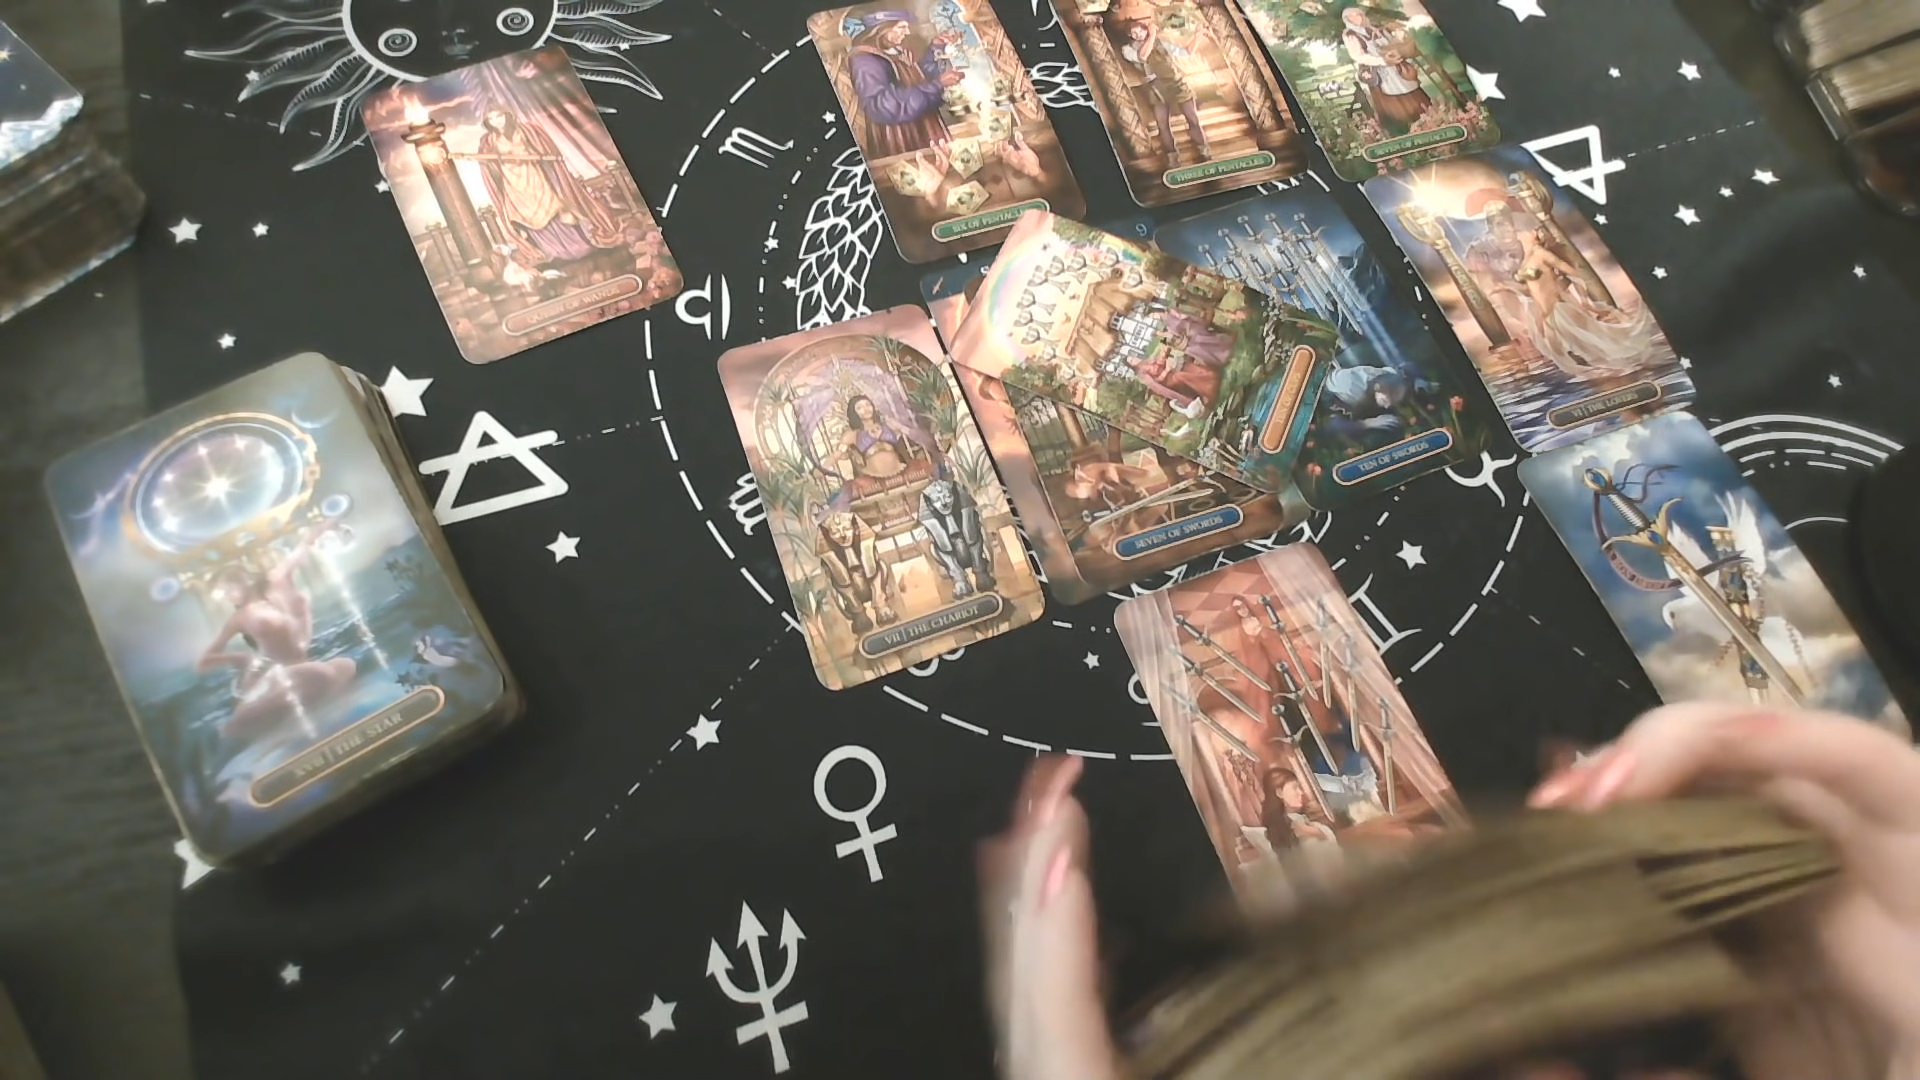 SIX OF PENTACLES
THREE OF PENTACLES
SEVEN OF PENTACLES
QUEEN OF WANDS
VI | THE LOVERS
TEN OF SWORDS
SEVEN OF SWORDS
VII | THE CHARIOT
XVII | THE STAR